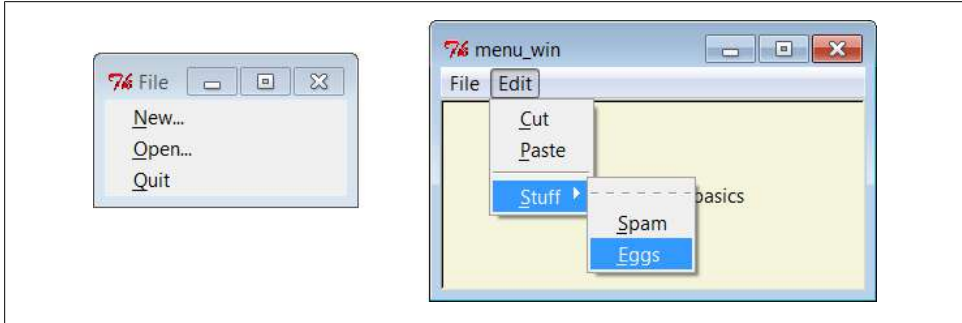 File
New...
Open...
Quit
menu_win
File Edit
Cut
Paste
Stuff
basics
Spam
Eggs